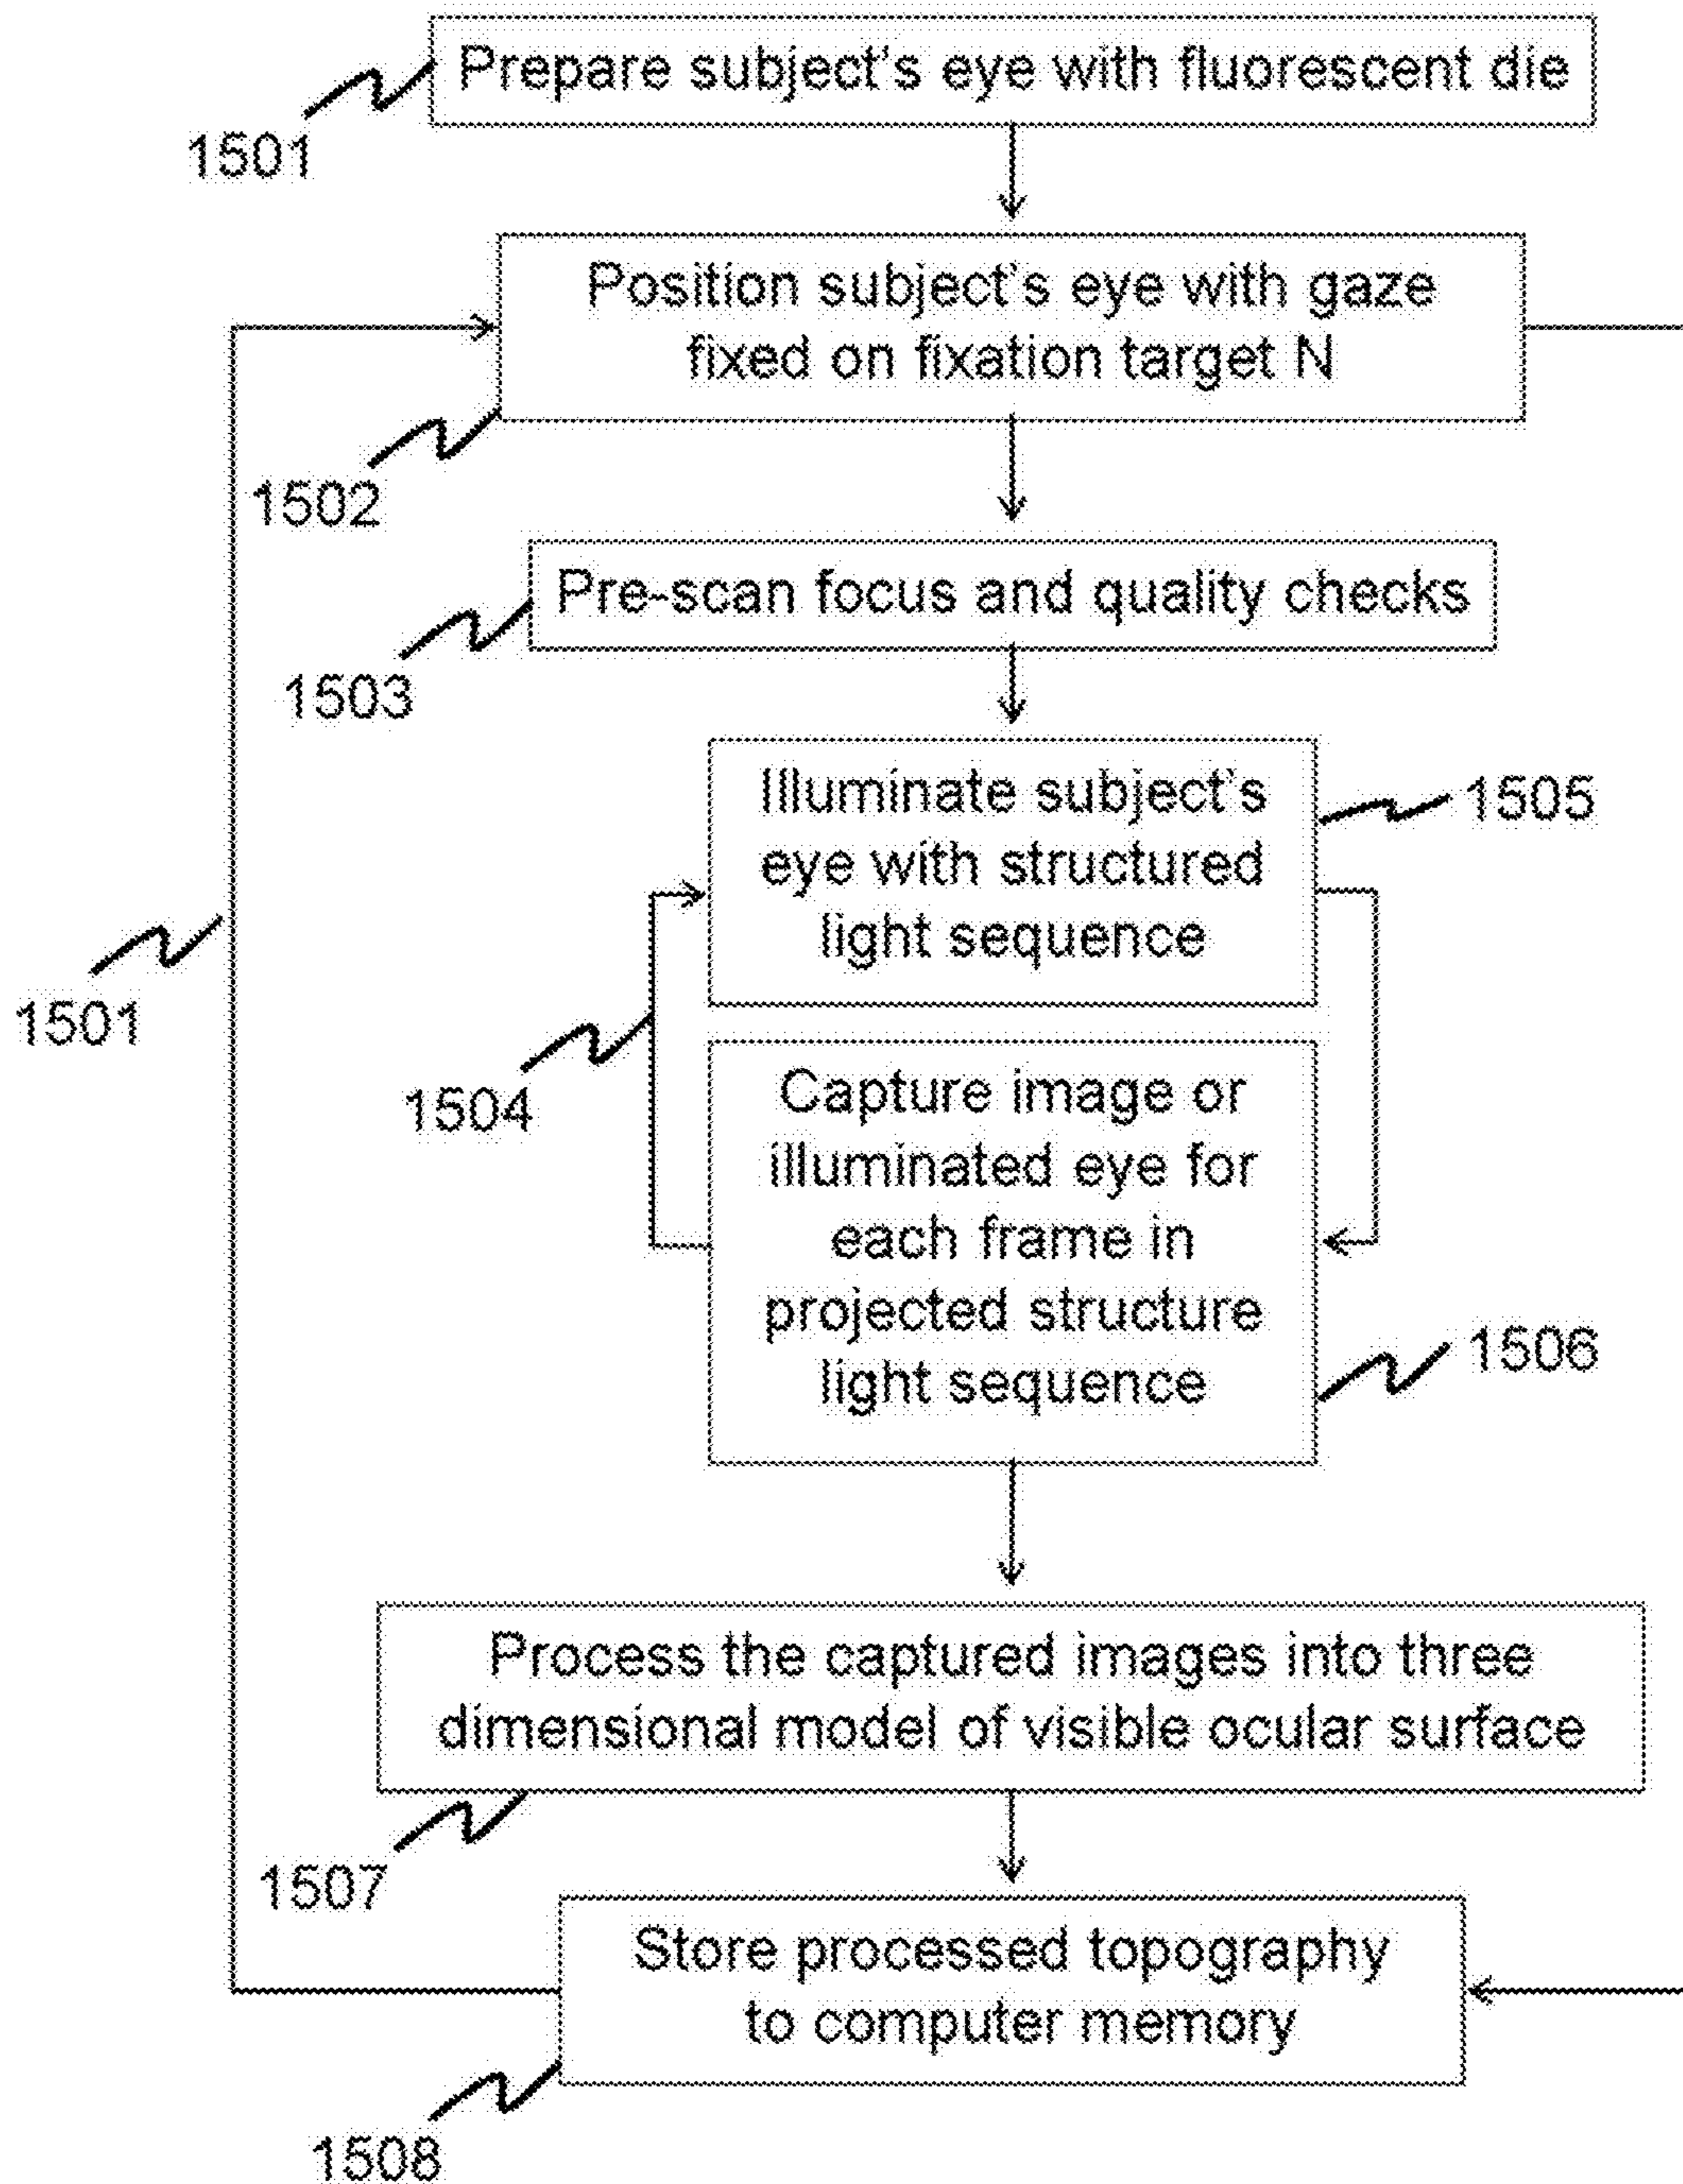 Prepare subject's eye with fluorescent die
1501
Position subject's eye with gaze
fixed on fixation target N
1502
Pre-scan focus and quality checks
1503
Illuminate subject's
eye with structured
light sequence
1505
1501
1504
Capture image or
illuminated eye for
each frame in
projected structure
light sequence
1506
Process the captured images into three
dimensional model of visible ocular surface
1507
Store processed topography
to computer memory
1508